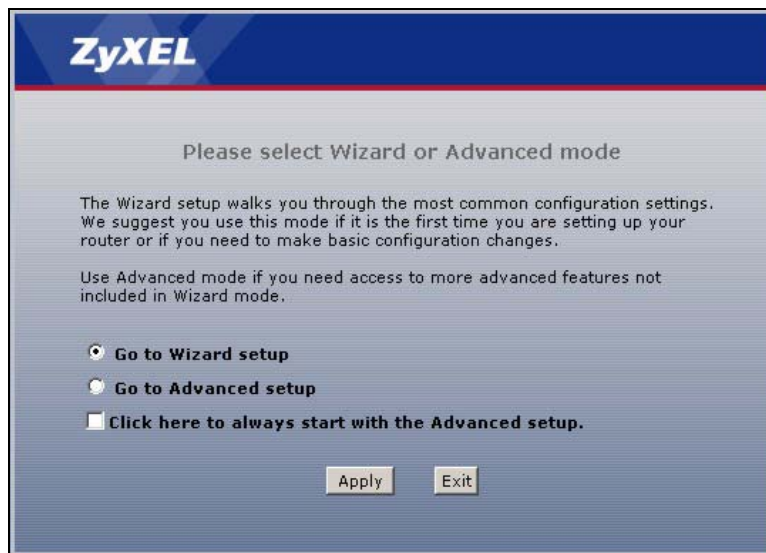 ZyXEL
Please select Wizard or Advanced mode
The Wizard setup walks you through the most common configuration settings.
We suggest you use this mode if it is the first time you are setting up your
router or if you need to make basic configuration changes.
Use Advanced mode if you need access to more advanced features not
included in Wizard mode.
Go to Wizard setup
Go to Advanced setup
Click here to always start with the Advanced setup.
Apply Exit